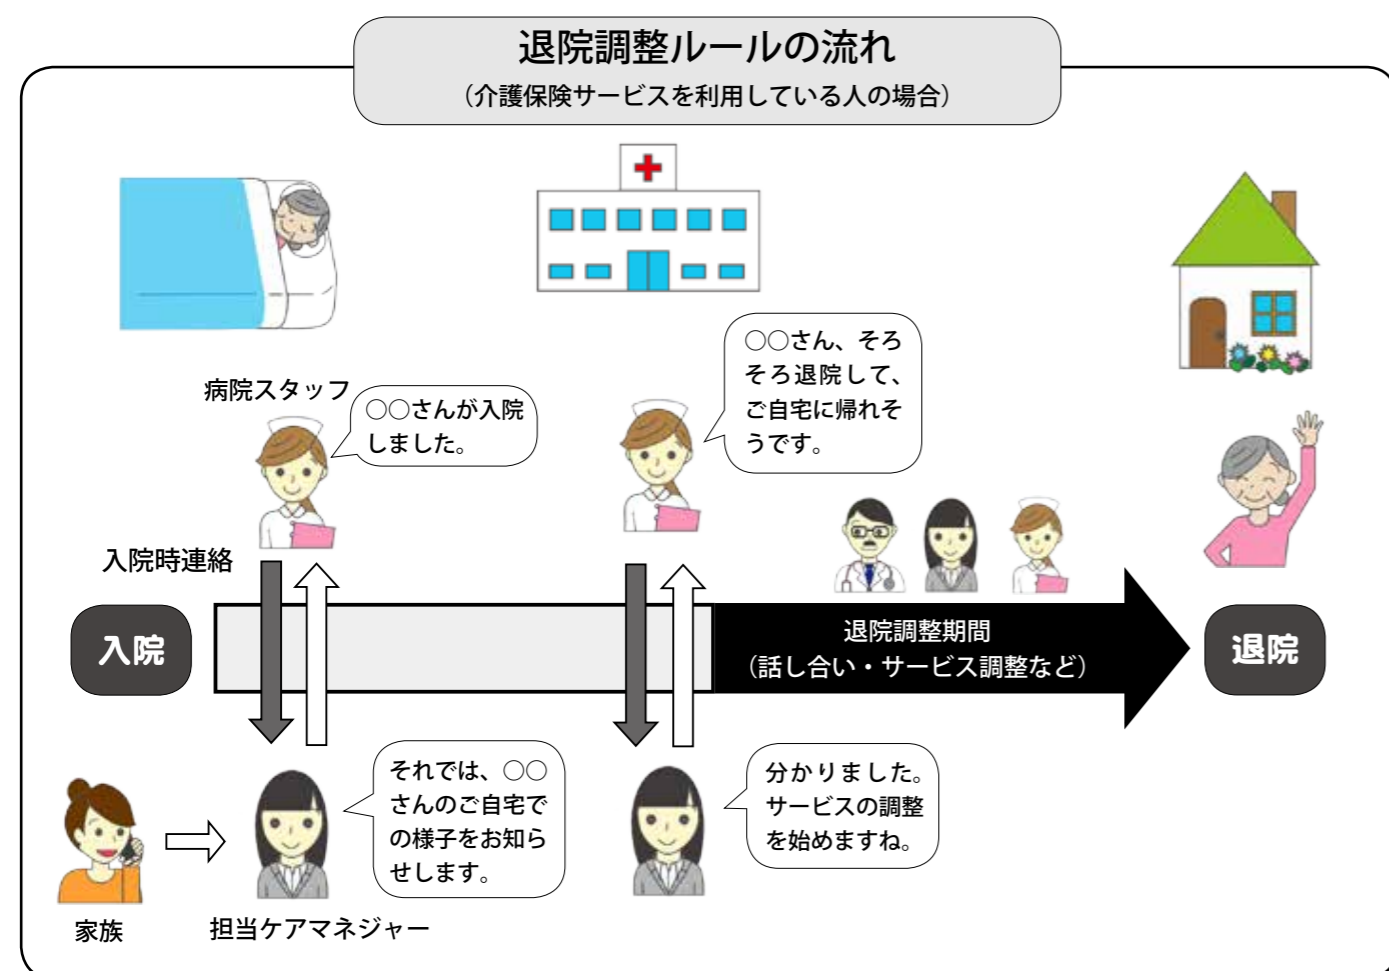 退院調整ルールの流れ
（介護保険サービスを利用している人の場合）
病院スタッフ
○○さんが入院
しました。
○○さん、そろ
そろ退院して、
ご自宅に帰れそ
うです。
入院時連絡
入院
退院調整期間
（話し合い・サービス調整など）
退院
それでは、○○
さんのご自宅で
の様子をお知ら
せします。
分かりました。
サービスの調整
を始めますね。
家族
担当ケアマネジャー